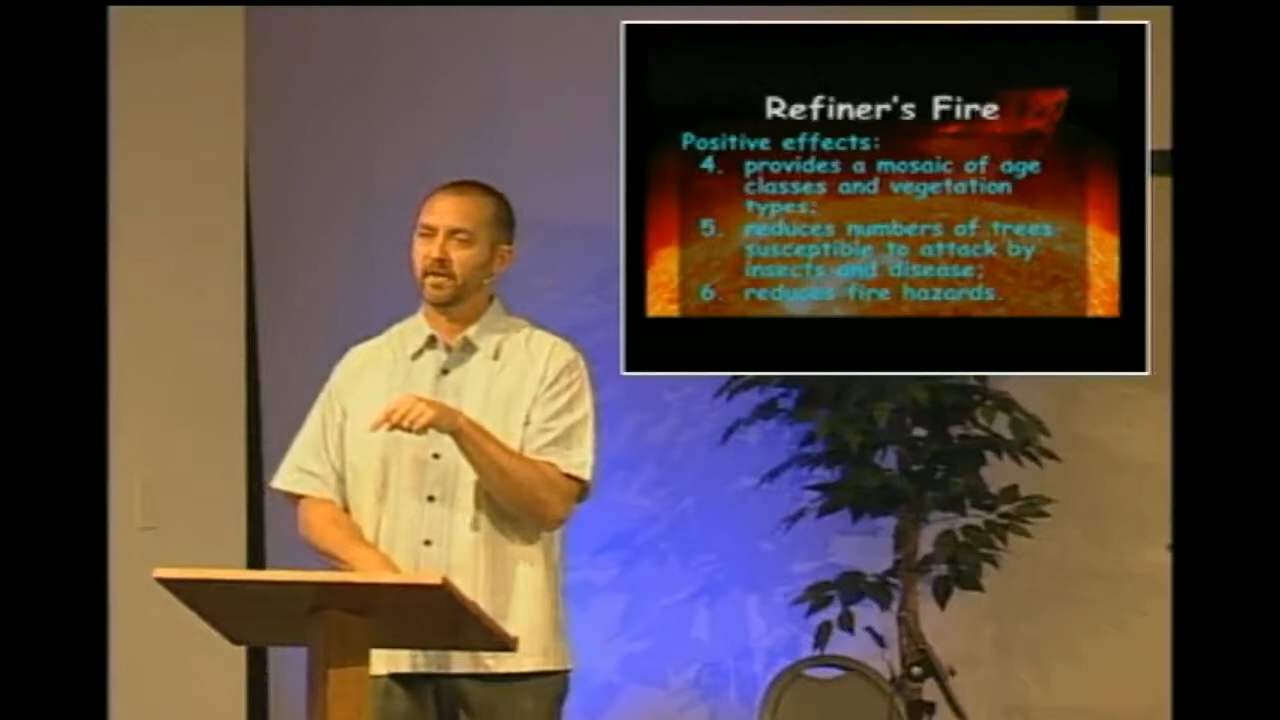 Refiner's Fire
Positive effects:
4. provides a mosaic of age
classes and vegetation
types;
5. reduces numbers of trees
susceptible to attack by
insects and disease;
6. reduces fire hazards.